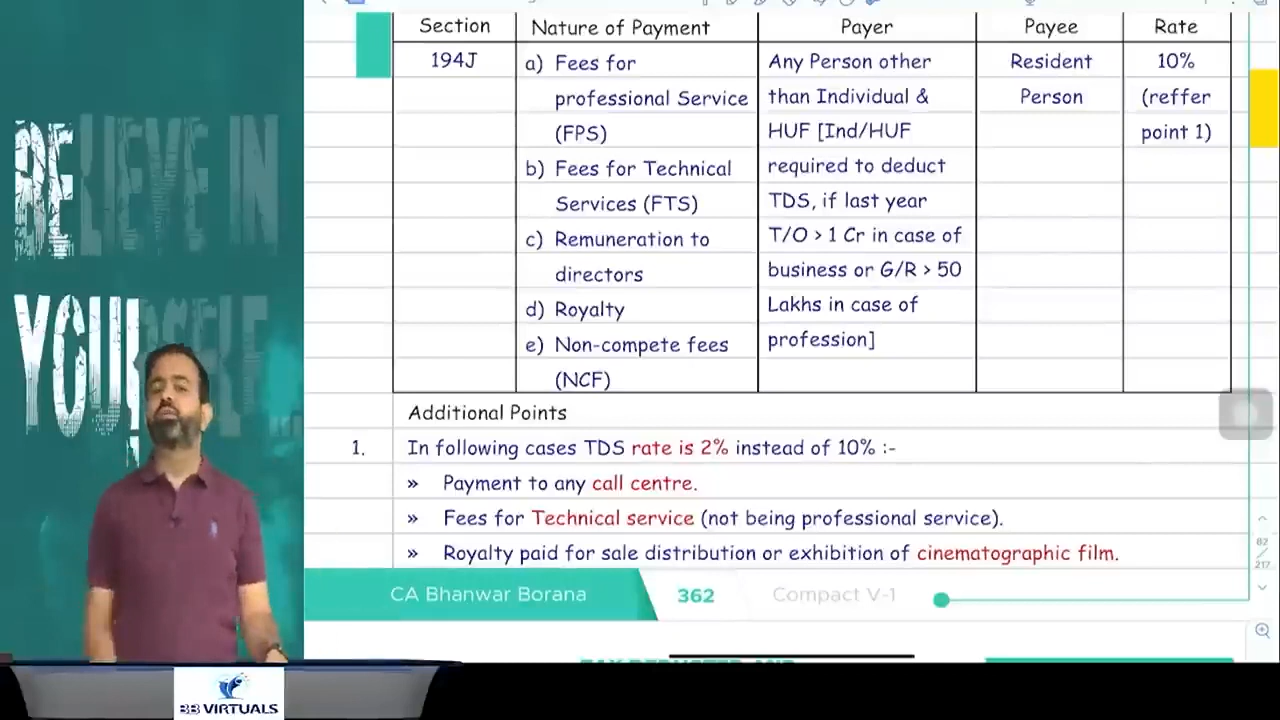 BELIEVE IN
YOURSELF
Section Nature of Payment Payer Payee Rate
194J a) Fees for Any Person other Resident 10%
professional Service than Individual & Person (reffer
(FPS) HUF [Ind/HUF point 1)
b) Fees for Technical required to deduct
Services (FTS) TDS, if last year
c) Remuneration to T/O > 1 Cr in case of
directors business or G/R > 50
d) Royalty Lakhs in case of
e) Non-compete fees profession]
(NCF)
Additional Points
1. In following cases TDS rate is 2% instead of 10% :-
» Payment to any call centre.
» Fees for Technical service (not being professional service).
» Royalty paid for sale distribution or exhibition of cinematographic film.
82
217
CA Bhanwar Borana 362 Compact V-1
BB VIRTUALS